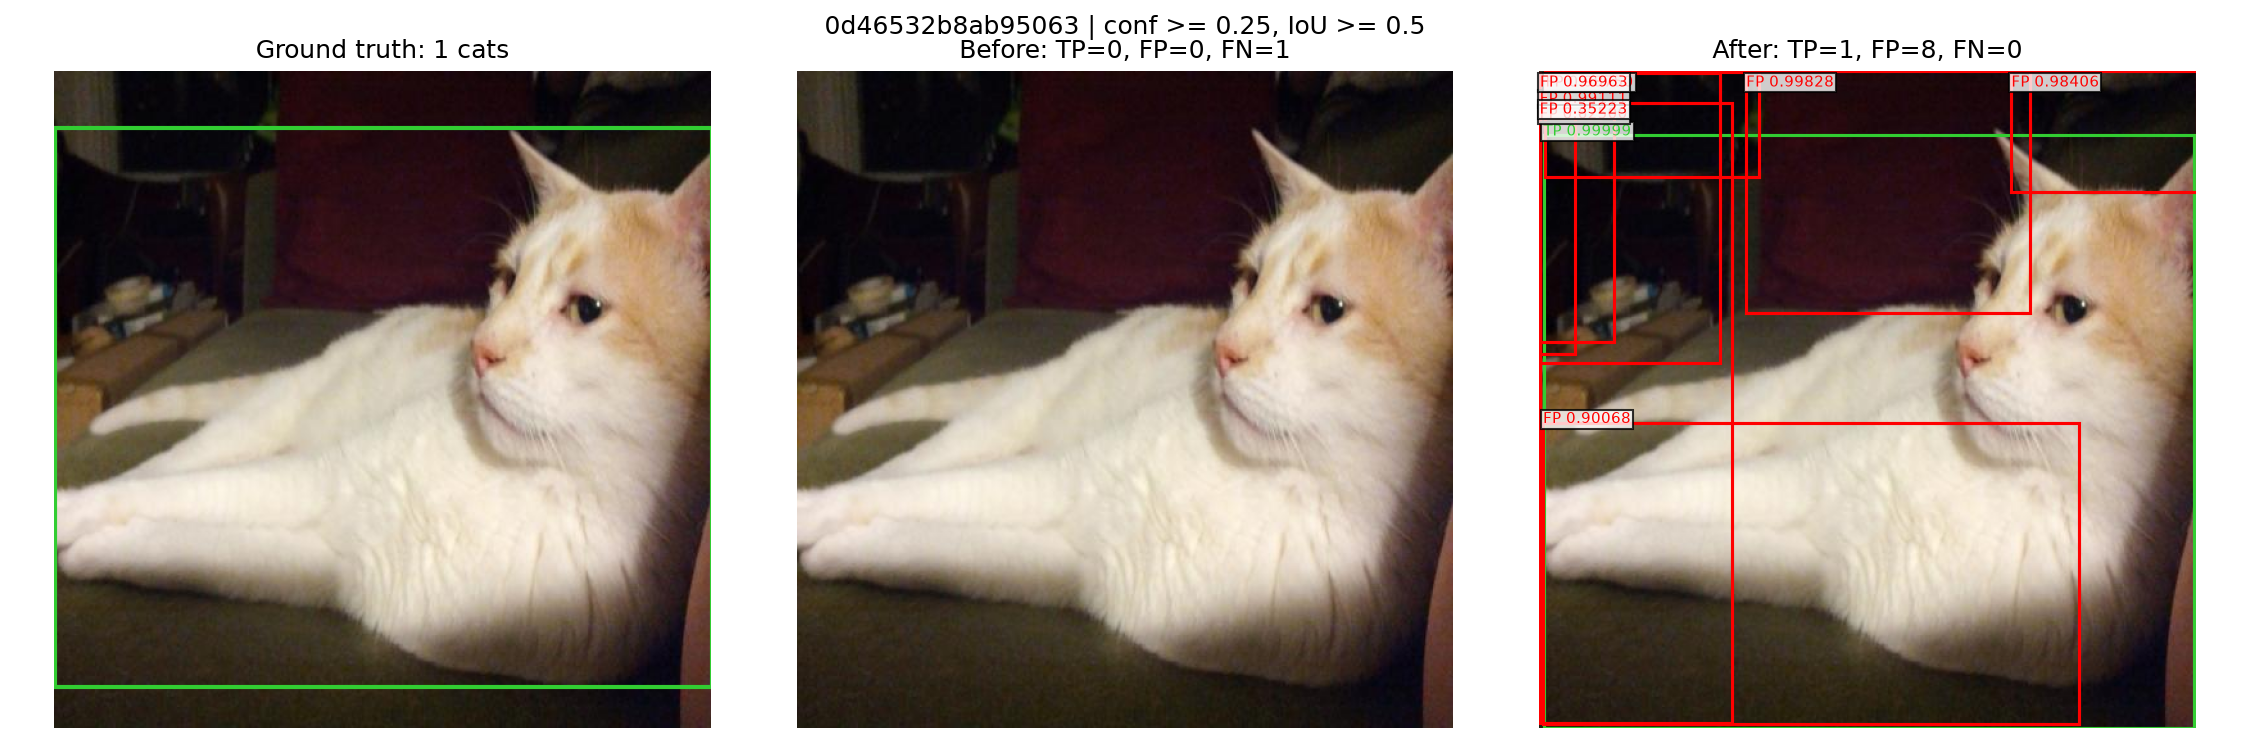 0d46532b8ab95063 | conf >= 0.25, IoU >= 0.5
Ground truth: 1 cats
Before: TP=0, FP=0, FN=1
After: TP=1, FP=8, FN=0
FP 0.96963
FP 0.99828
FP 0.98406
FP 0.35223
TP 0.99999
FP 0.90068